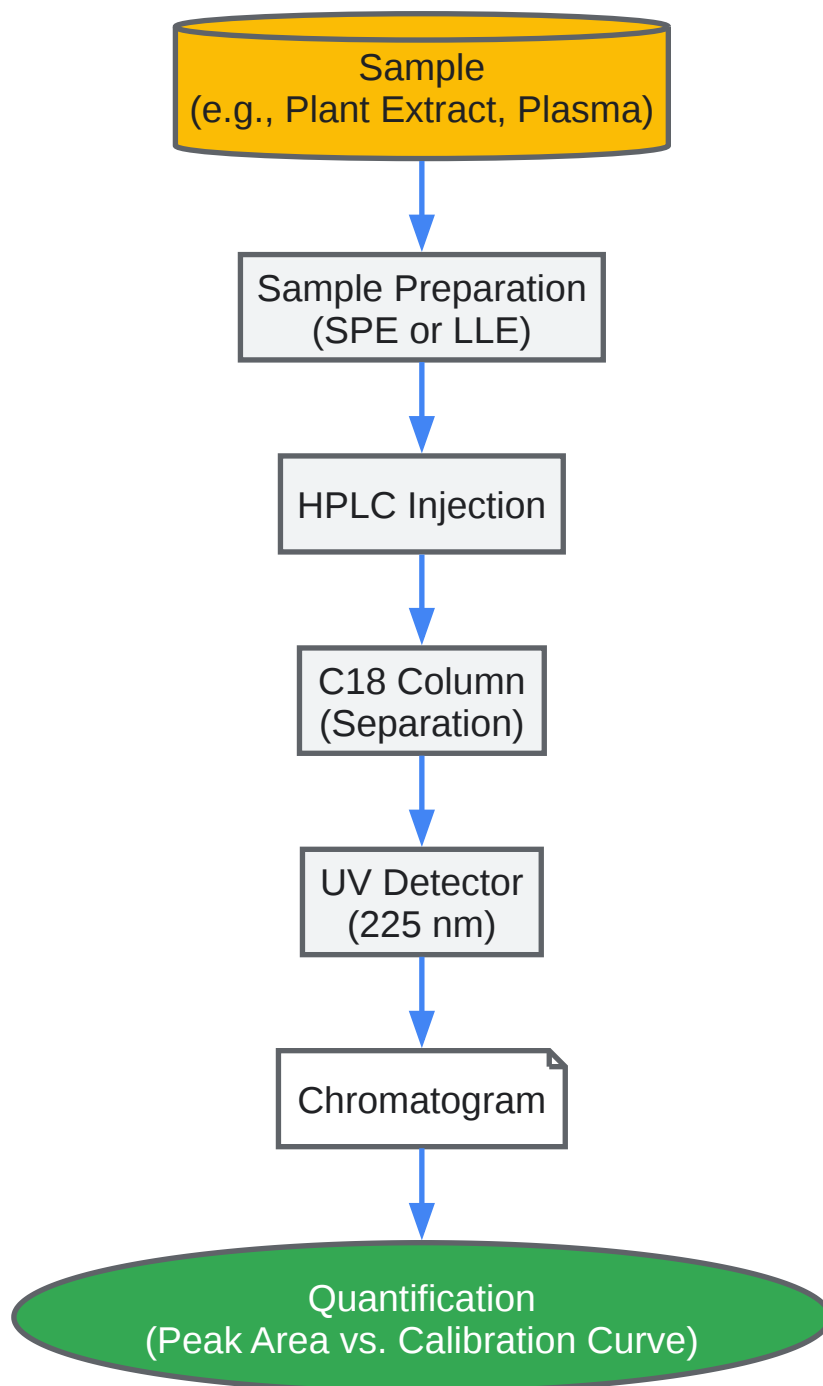 Sample
(e.g., Plant Extract, Plasma)
Sample Preparation
(SPE or LLE)
HPLC Injection
C18 Column
(Separation)
UV Detector
(225 nm)
Chromatogram
Quantification
(Peak Area vs. Calibration Curve)